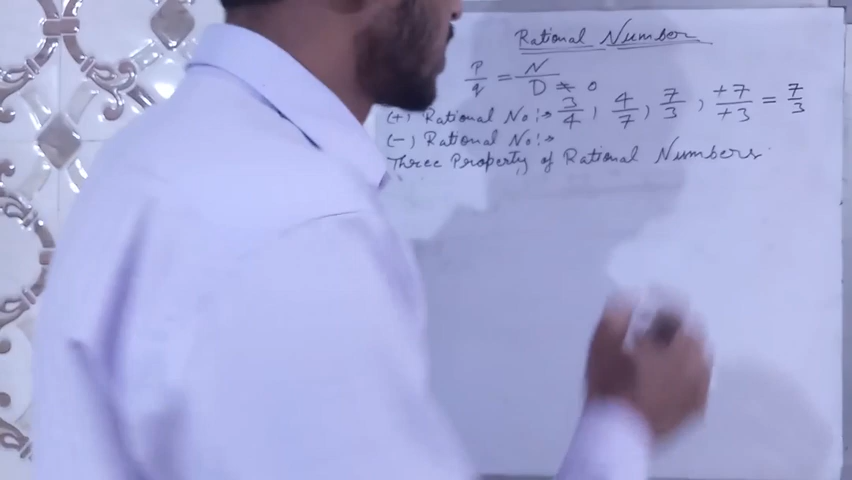 Rational Number
P/q = N/D ≠ 0
(+) Rational No:→ 3/4, 4/7, 7/3, +7/+3 = 7/3
(-) Rational No:→
Three Property of Rational Numbers